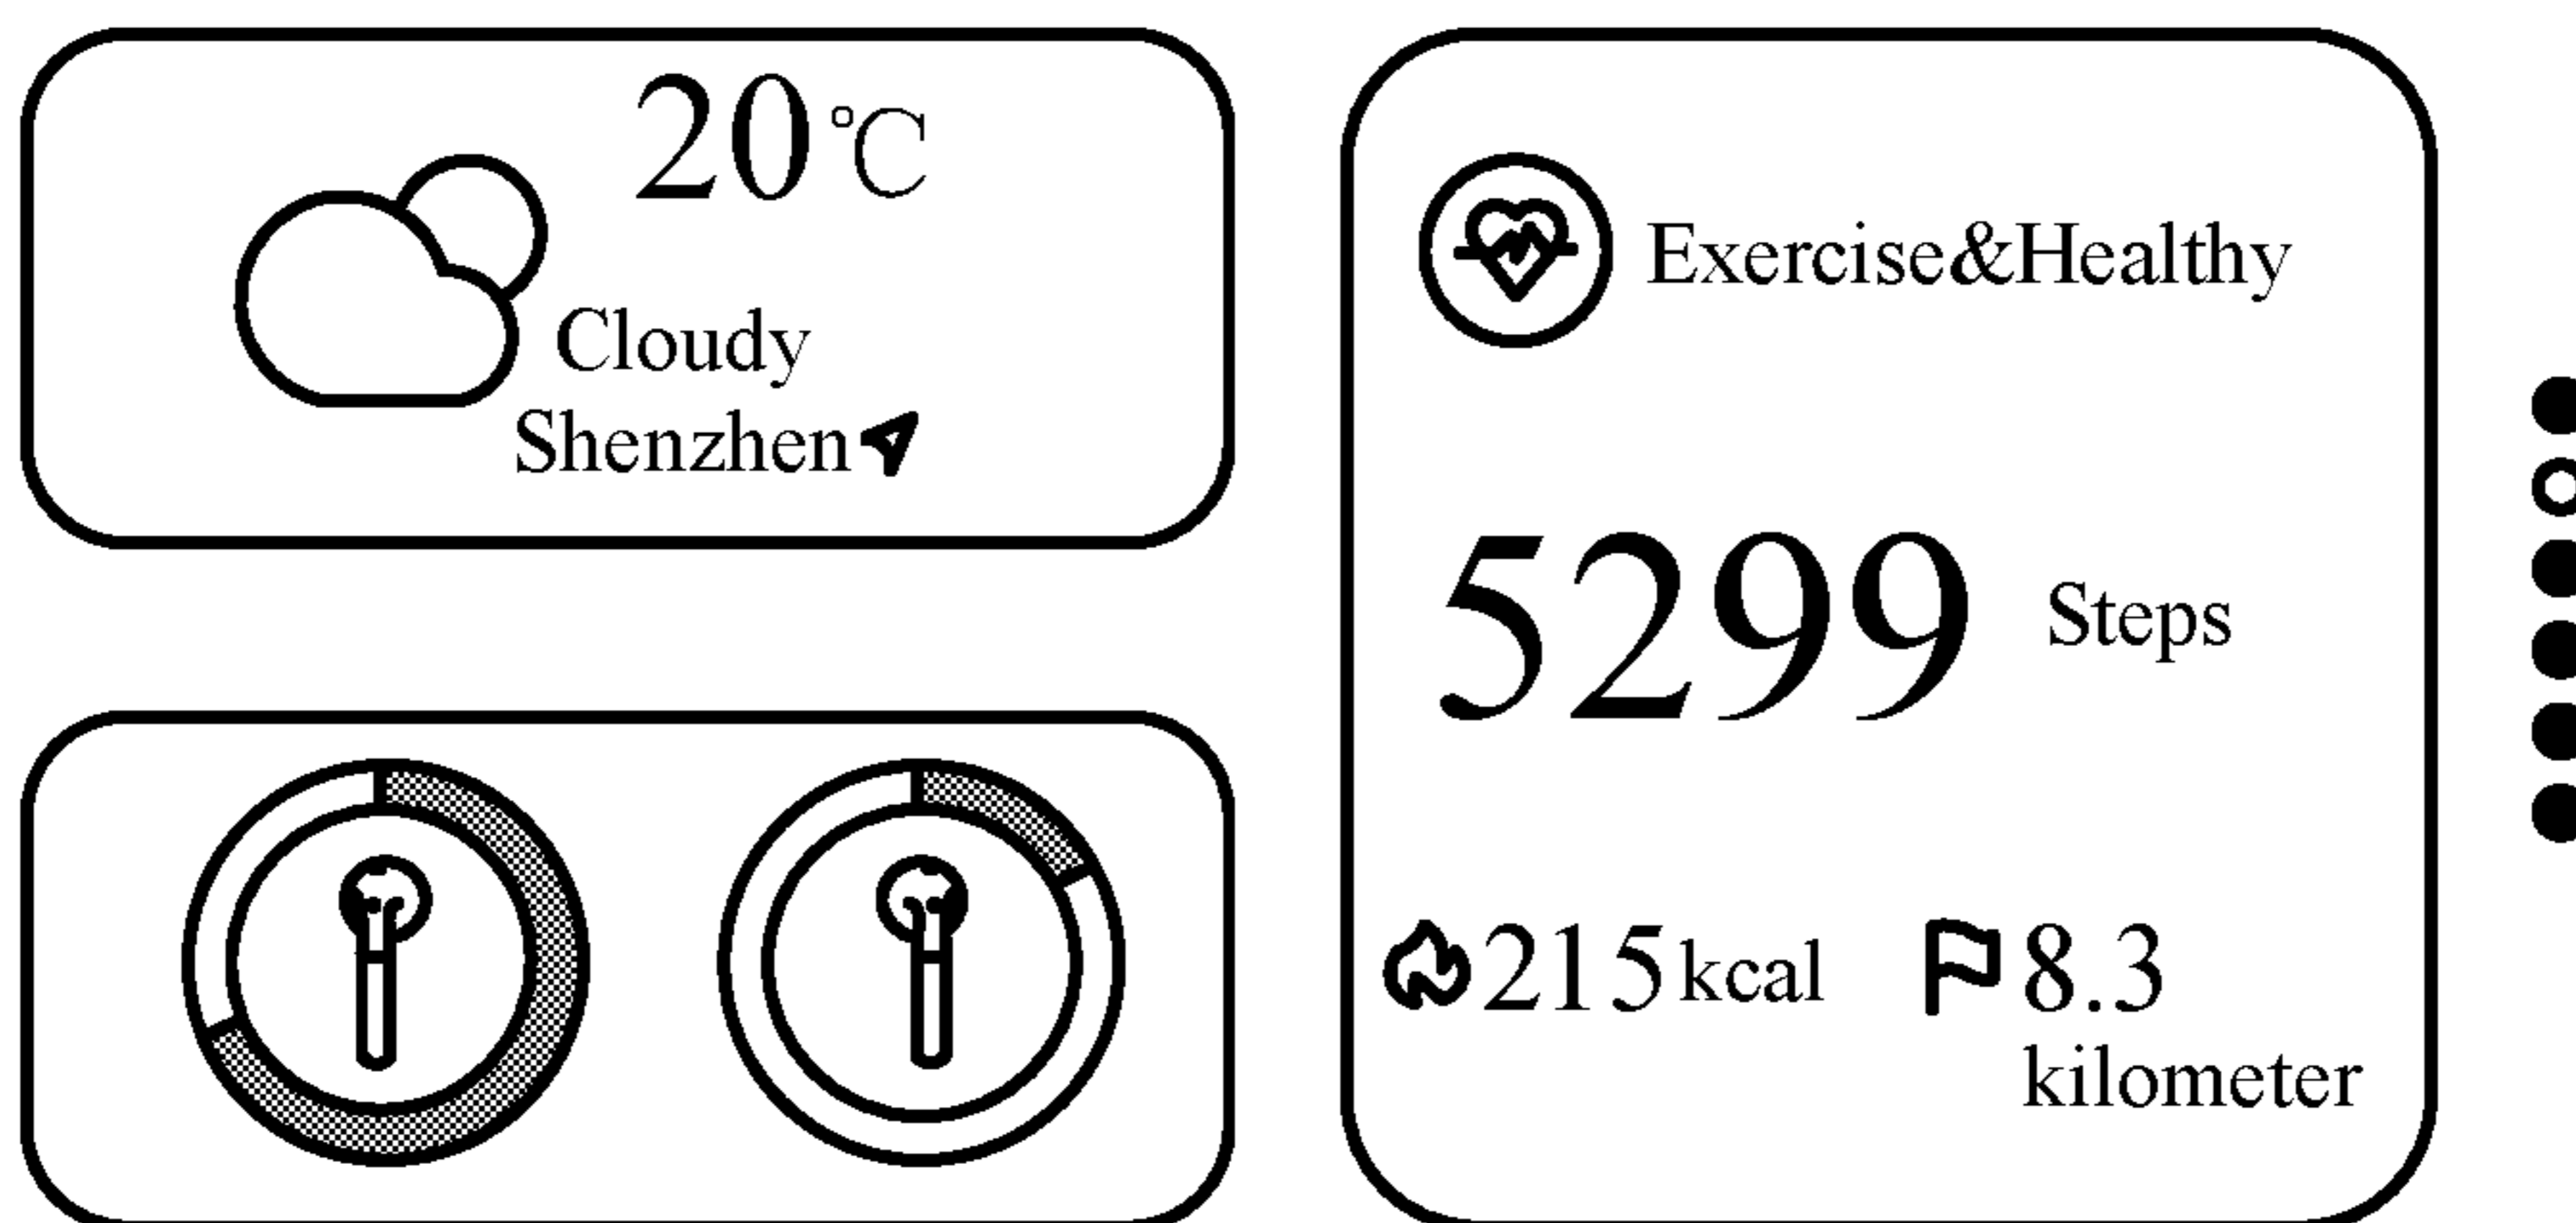 20℃
Cloudy
Shenzhen
Exercise&Healthy
5299 Steps
215kcal 8.3
kilometer